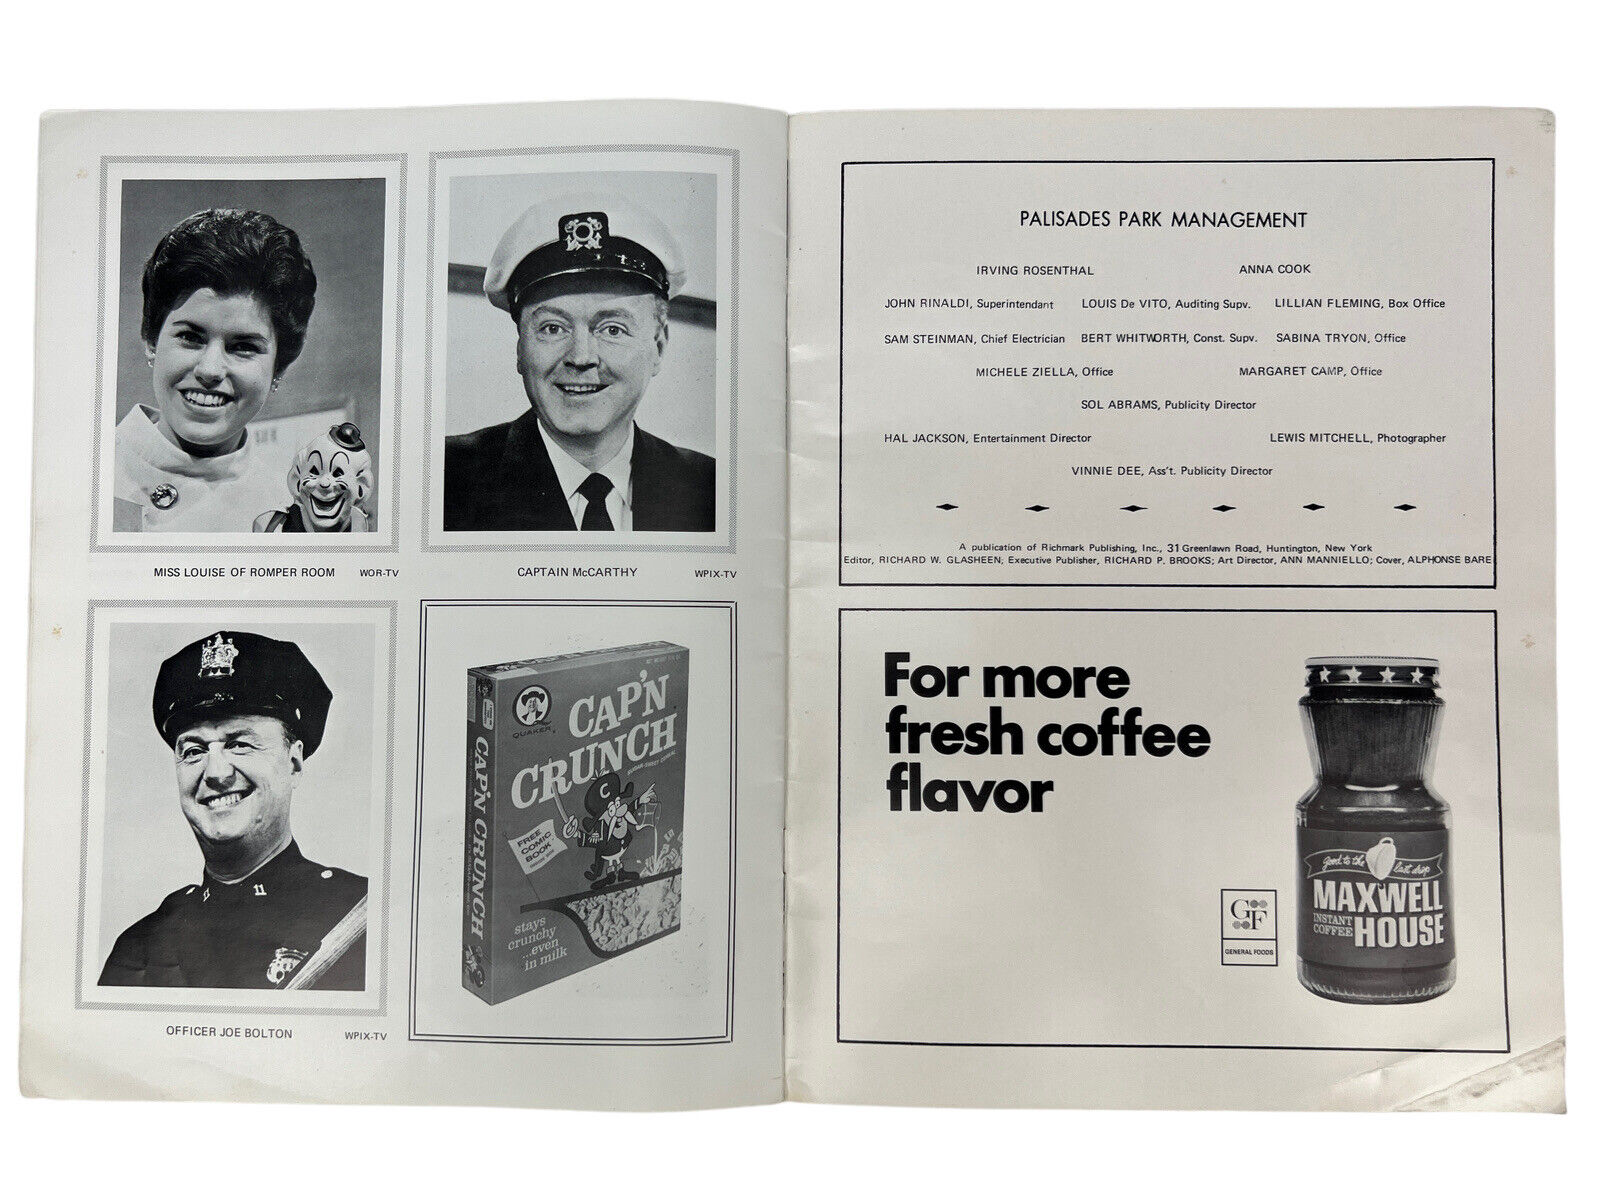 MISS LOUISE OF ROMPER ROOM WOR-TV
CAPTAIN McCARTHY WPIX-TV
OFFICER JOE BOLTON WPIX-TV
11
QUAKER
CAP'N
CRUNCH
SUGAR-SWEET CEREAL
C
FREE
COMIC
BOOK
stays
crunchy
...even
in milk
CAP'N CRUNCH
PALISADES PARK MANAGEMENT
IRVING ROSENTHAL ANNA COOK
JOHN RINALDI, Superintendant LOUIS De VITO, Auditing Supv. LILLIAN FLEMING, Box Office
SAM STEINMAN, Chief Electrician BERT WHITWORTH, Const. Supv. SABINA TRYON, Office
MICHELE ZIELLA, Office MARGARET CAMP, Office
SOL ABRAMS, Publicity Director
HAL JACKSON, Entertainment Director LEWIS MITCHELL, Photographer
VINNIE DEE, Ass't. Publicity Director
A publication of Richmark Publishing, Inc., 31 Greenlawn Road, Huntington, New York
Editor, RICHARD W. GLASHEEN; Executive Publisher, RICHARD P. BROOKS; Art Director, ANN MANNIELLO; Cover, ALPHONSE BARE
For more
fresh coffee
flavor
GF
GENERAL FOODS
Good to the last drop
MAXWELL
INSTANT
COFFEE HOUSE